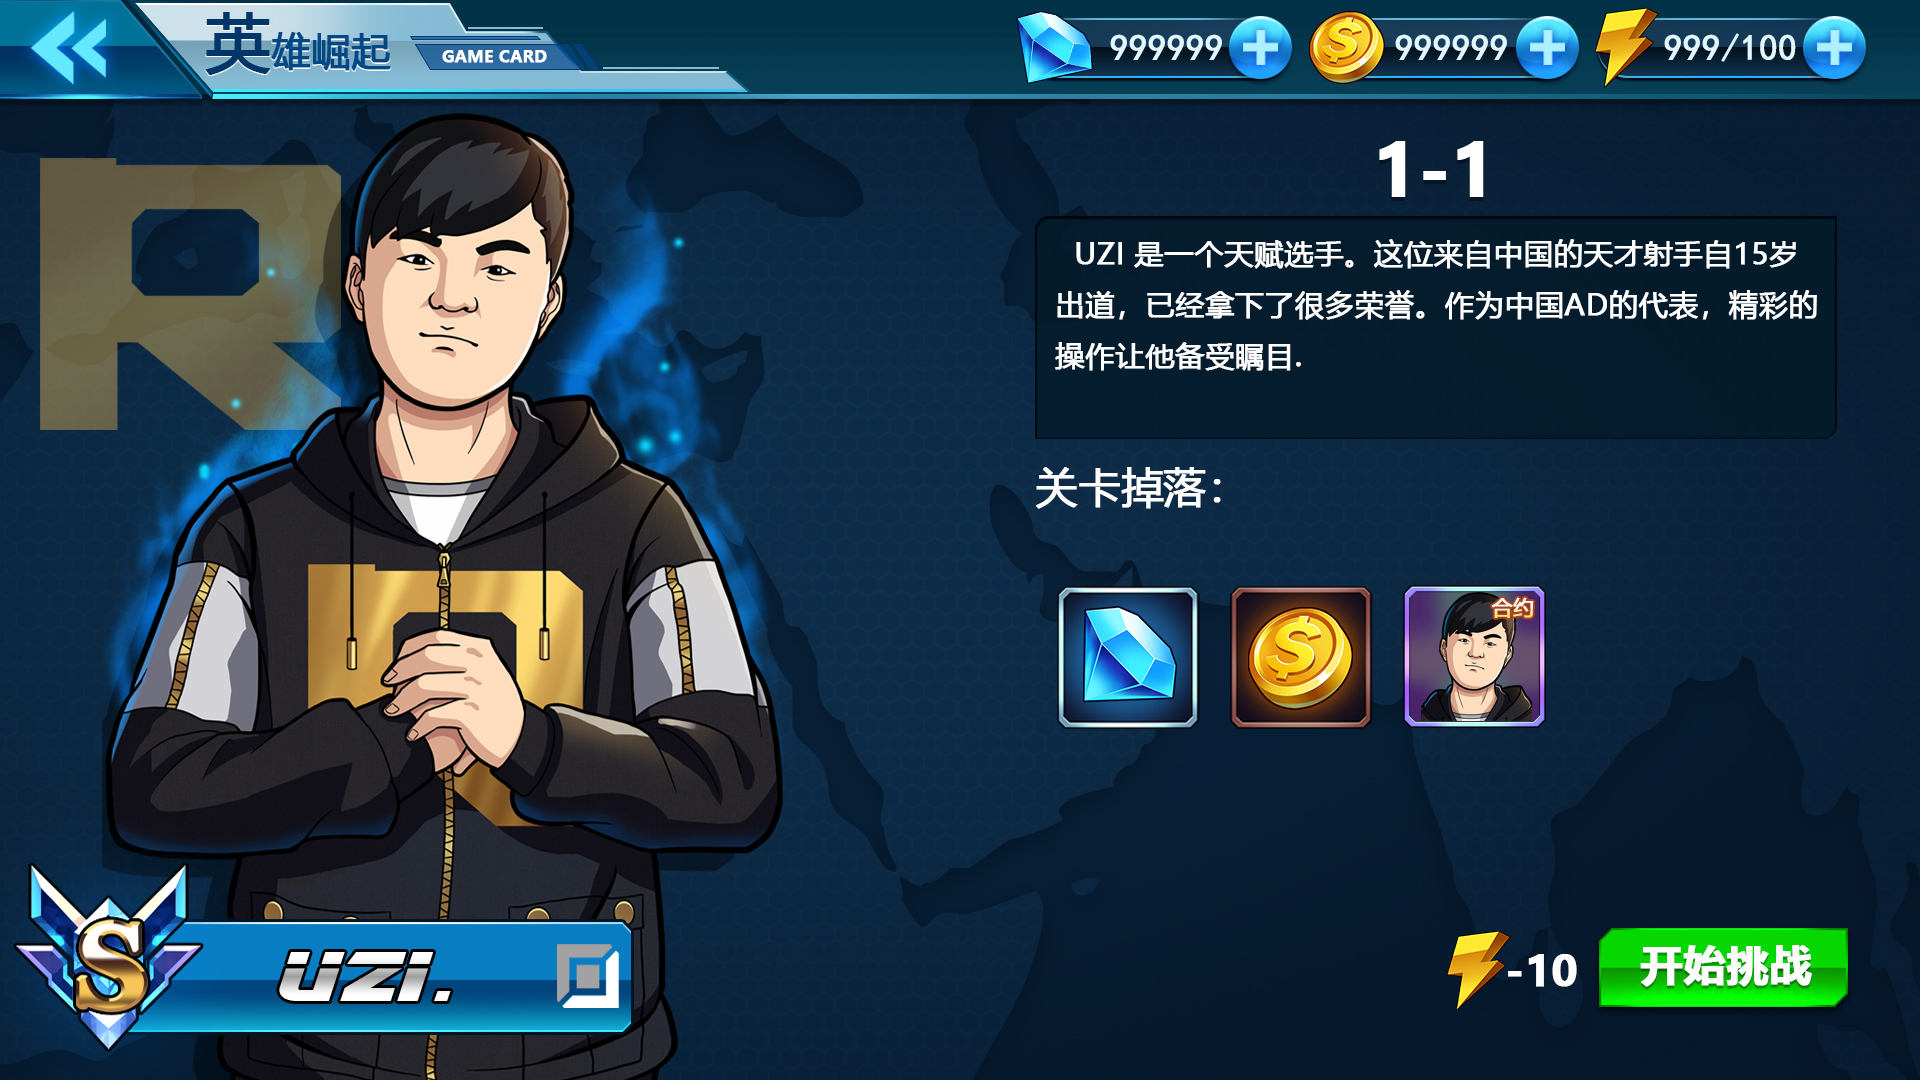 英雄崛起
GAME CARD
999999
999999
999/100
R
1-1
UZI 是一个天赋选手。这位来自中国的天才射手自15岁
出道，已经拿下了很多荣誉。作为中国AD的代表，精彩的
操作让他备受瞩目.
关卡掉落：
合约
S
UZI.
-10
开始挑战